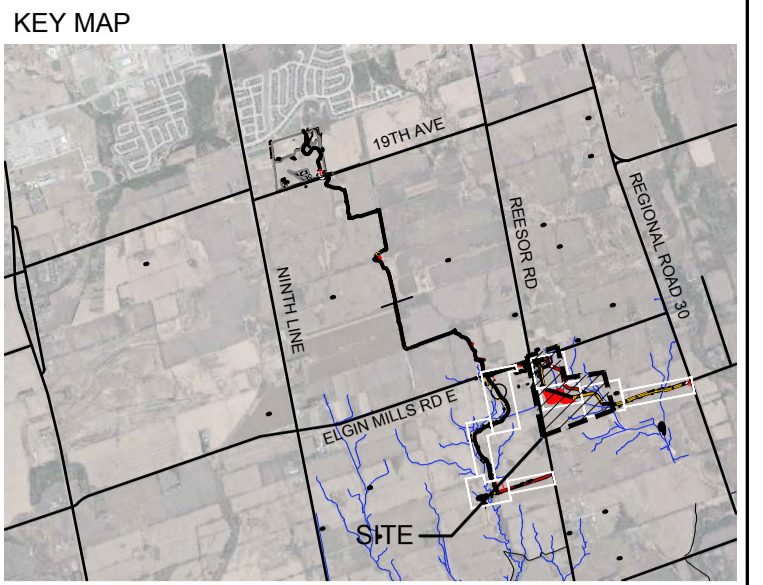 KEY MAP
19TH AVE
REESOR RD
REGIONAL ROAD 30
NINTH LINE
ELGIN MILLS RD E
SITE